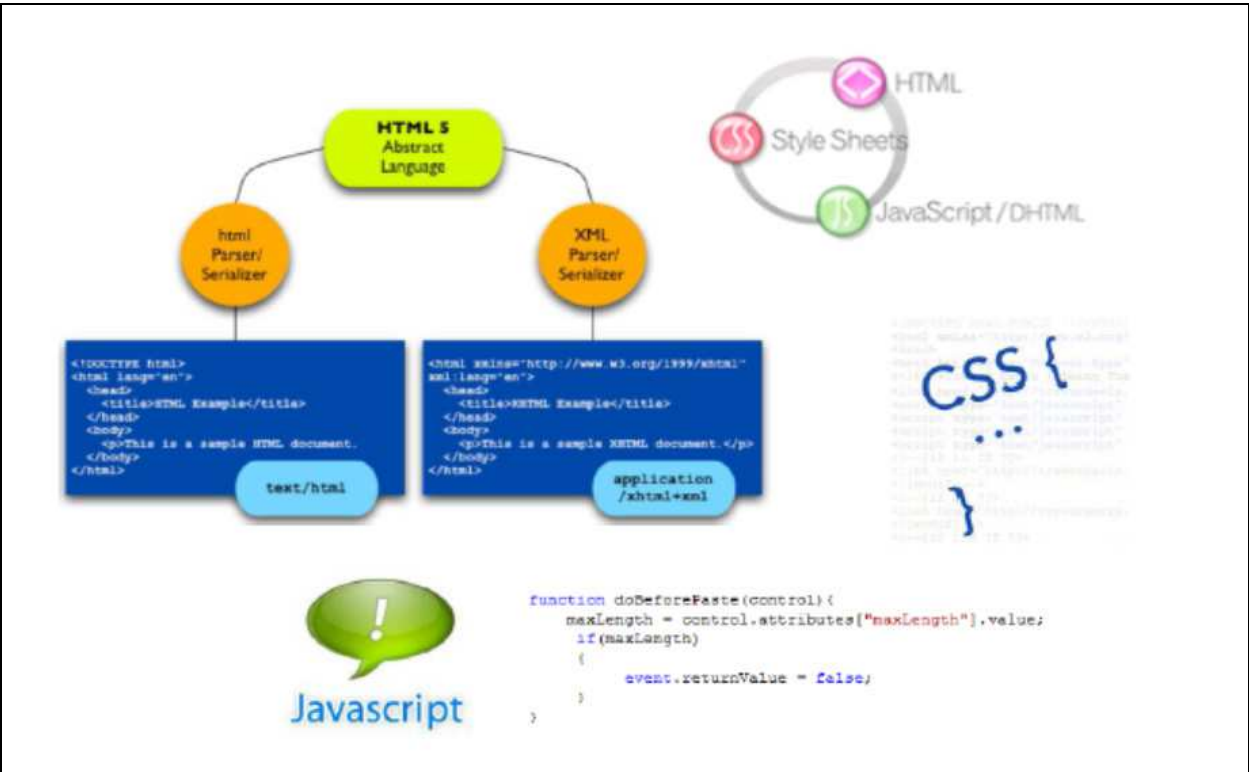 HTML 5
Abstract
Language
html
Parser/
Serializer
XML
Parser/
Serializer
<!DOCTYPE html>
<html lang="en">
<head>
<title>HTML Example</title>
</head>
<body>
<p>This is a sample HTML document.
</body>
</html>
text/html
<html xmlns="http://www.w3.org/1999/xhtml"
xml:lang="en">
<head>
<title>XHTML Example</title>
</head>
<body>
<p>This is a sample XHTML document.</p>
</body>
</html>
application
/xhtml+xml
HTML
CSS
Style Sheets
JS
JavaScript/DHTML
CSS {
...
}
!
Javascript
function doBeforePaste(control){
maxLength = control.attributes["maxLength"].value;
if(maxLength)
{
event.returnValue = false;
}
}